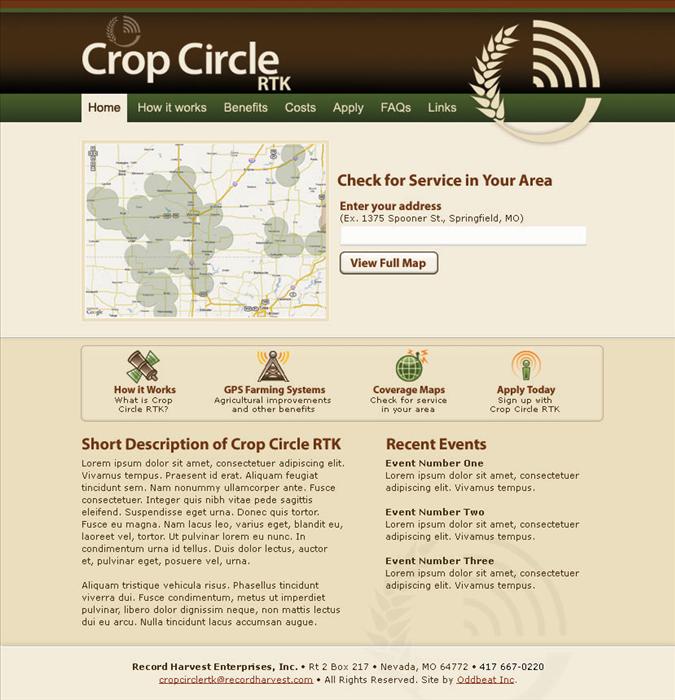 Crop Circle
RTK
Home How it works Benefits Costs Apply FAQs Links
Check for Service in Your Area
Enter your address
(Ex. 1375 Spooner St., Springfield, MO)
View Full Map
Google
How it Works
What is Crop
Circle RTK?
GPS Farming Systems
Agricultural improvements
and other benefits
Coverage Maps
Check for service
in your area
Apply Today
Sign up with
Crop Circle RTK
Short Description of Crop Circle RTK
Lorem ipsum dolor sit amet, consectetuer adipiscing elit.
Vivamus tempus. Praesent id erat. Aliquam feugiat
tincidunt sem. Nam nonummy ullamcorper ante. Fusce
consectetuer. Integer quis nibh vitae pede sagittis
eleifend. Suspendisse eget urna. Donec quis tortor.
Fusce eu magna. Nam lacus leo, varius eget, blandit eu,
laoreet vel, tortor. Ut pulvinar lorem eu nunc. In
condimentum urna id tellus. Duis dolor lectus, auctor
et, pulvinar eget, posuere vel, urna.
Aliquam tristique vehicula risus. Phasellus tincidunt
viverra dui. Fusce condimentum, metus ut imperdiet
pulvinar, libero dolor dignissim neque, non mattis lectus
dui eu arcu. Nulla tincidunt lacus accumsan augue.
Recent Events
Event Number One
Lorem ipsum dolor sit amet, consectetuer
adipiscing elit. Vivamus tempus.
Event Number Two
Lorem ipsum dolor sit amet, consectetuer
adipiscing elit. Vivamus tempus.
Event Number Three
Lorem ipsum dolor sit amet, consectetuer
adipiscing elit. Vivamus tempus.
Record Harvest Enterprises, Inc. • Rt 2 Box 217 • Nevada, MO 64772 • 417 667-0220
cropcirclertk@recordharvest.com • All Rights Reserved. Site by Oddbeat Inc.